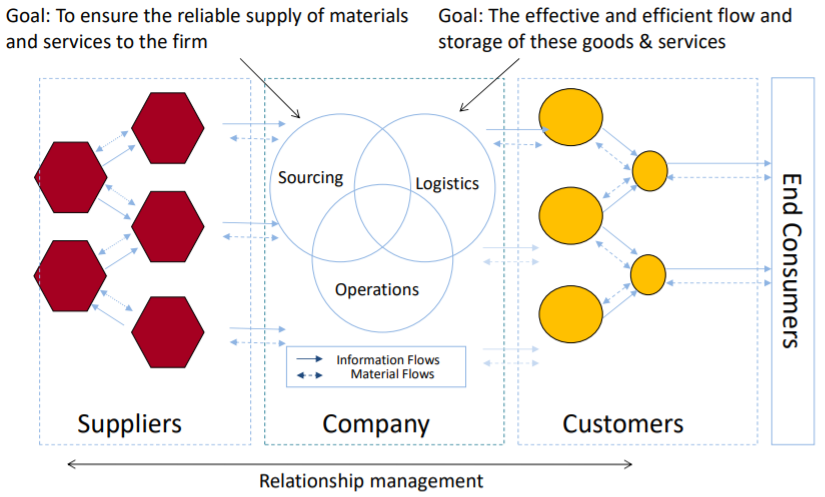 Goal: To ensure the reliable supply of materials
and services to the firm
Goal: The effective and efficient flow and
storage of these goods & services
Sourcing
Logistics
Operations
Information Flows
Material Flows
Suppliers
Company
Customers
End Consumers
Relationship management